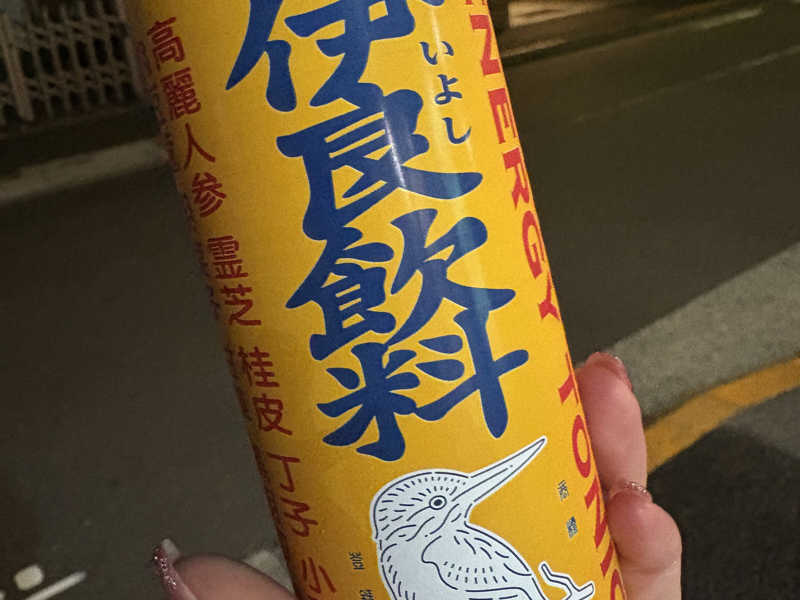 伊良飲料
いよし
ENERGY TONIC
高麗人参 霊芝 桂皮 丁子 小